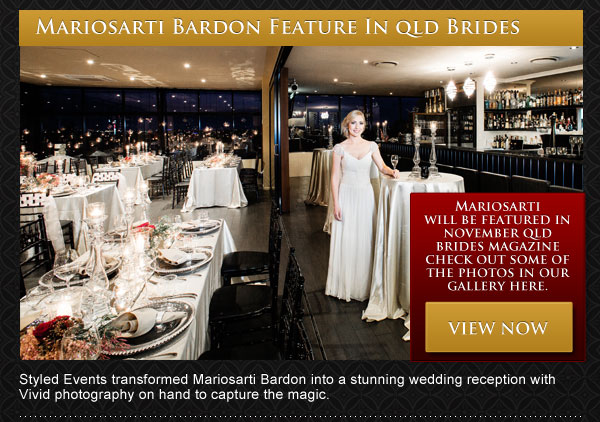 Mariosarti Bardon Feature In QLD Brides
Mariosarti
will be featured in
november qld
brides magazine
check out some of
the photos in our
gallery here.
VIEW NOW
Styled Events transformed Mariosarti Bardon into a stunning wedding reception with
Vivid photography on hand to capture the magic.